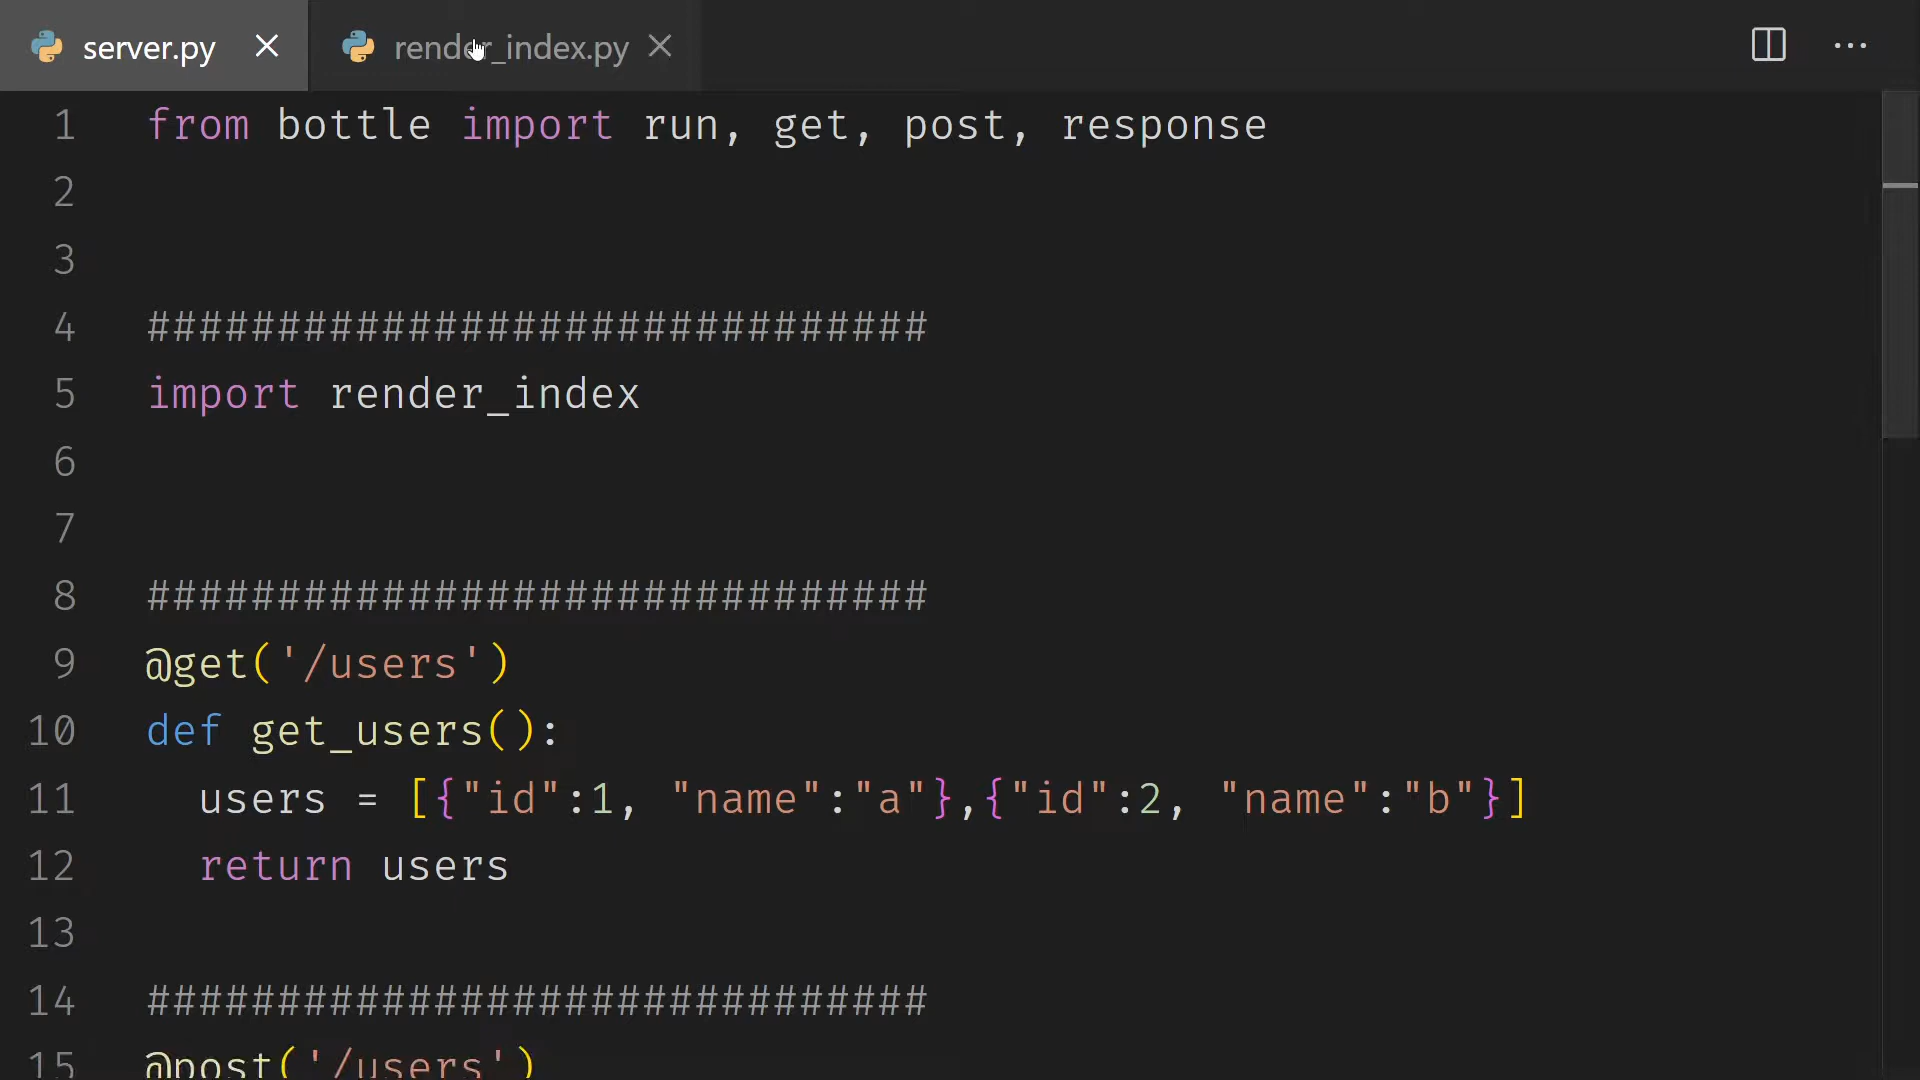 server.py render_index.py
1 from bottle import run, get, post, response
2
3
4 ##############################
5 import render_index
6
7
8 ##############################
9 @get('/users')
10 def get_users():
11 users = [{"id":1, "name":"a"},{"id":2, "name":"b"}]
12 return users
13
14 ##############################
15 @post('/users')